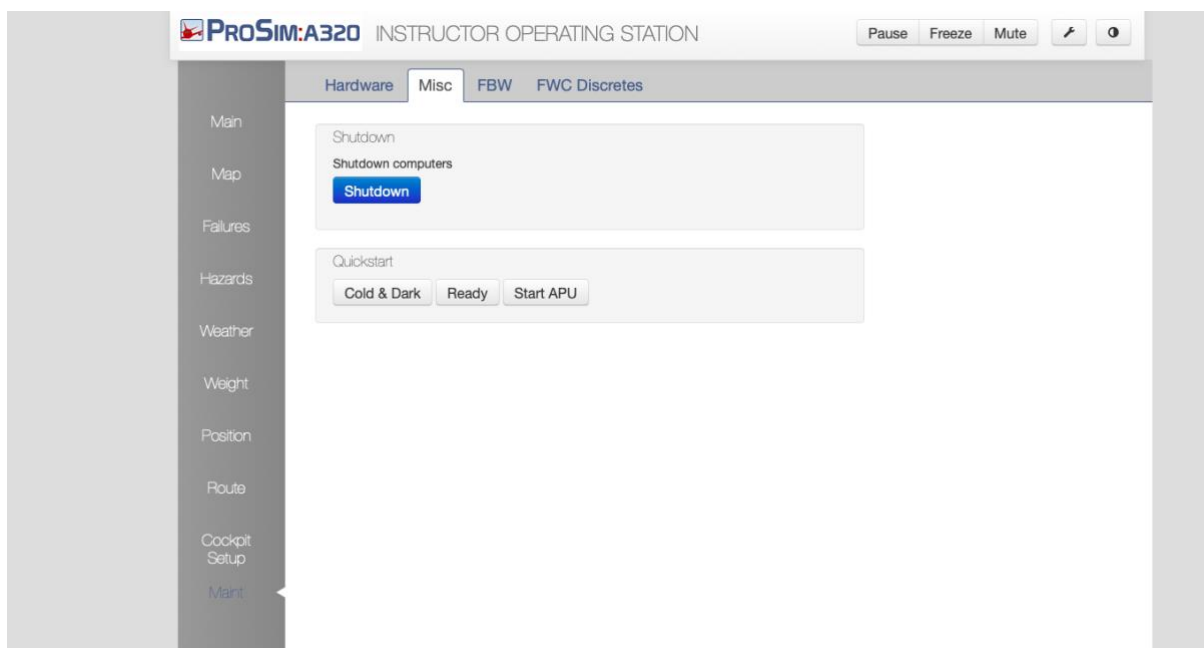 PROSIM:A320 INSTRUCTOR OPERATING STATION
Pause Freeze Mute
Hardware Misc FBW FWC Discretes
Main
Map
Failures
Hazards
Weather
Weight
Position
Route
Cockpit
Setup
Maint
Shutdown
Shutdown computers
Shutdown
Quickstart
Cold & Dark Ready Start APU